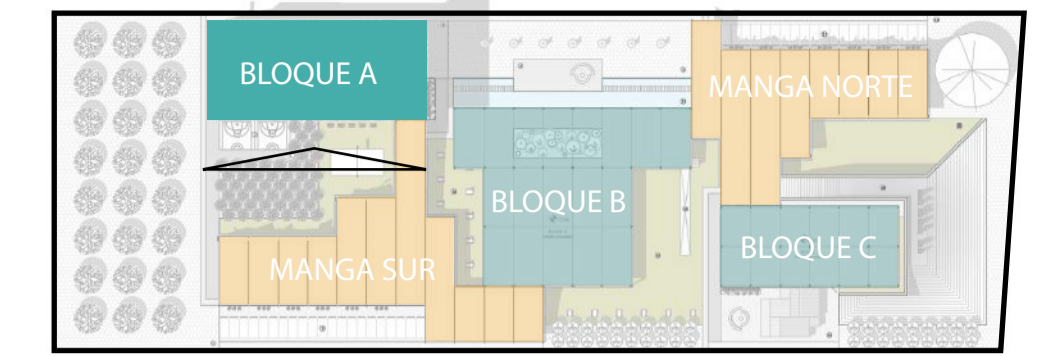 BLOQUE A
MANGA NORTE
BLOQUE B
BLOQUE C
MANGA SUR